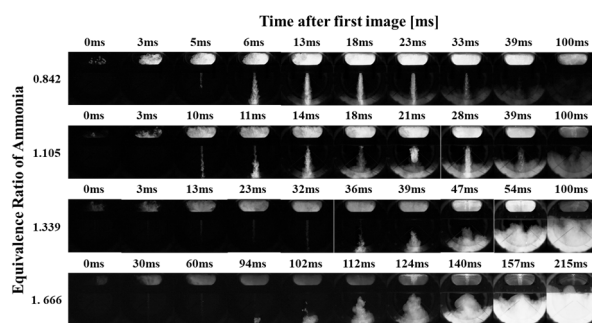 Time after first image [ms]
0ms 3ms 5ms 6ms 13ms 18ms 23ms 33ms 39ms 100ms
0.842
0ms 3ms 10ms 11ms 14ms 18ms 21ms 28ms 39ms 100ms
1.105
0ms 3ms 13ms 23ms 32ms 36ms 39ms 47ms 54ms 100ms
1.339
0ms 30ms 60ms 94ms 102ms 112ms 124ms 140ms 157ms 215ms
1. 666
Equivalence Ratio of Ammonia